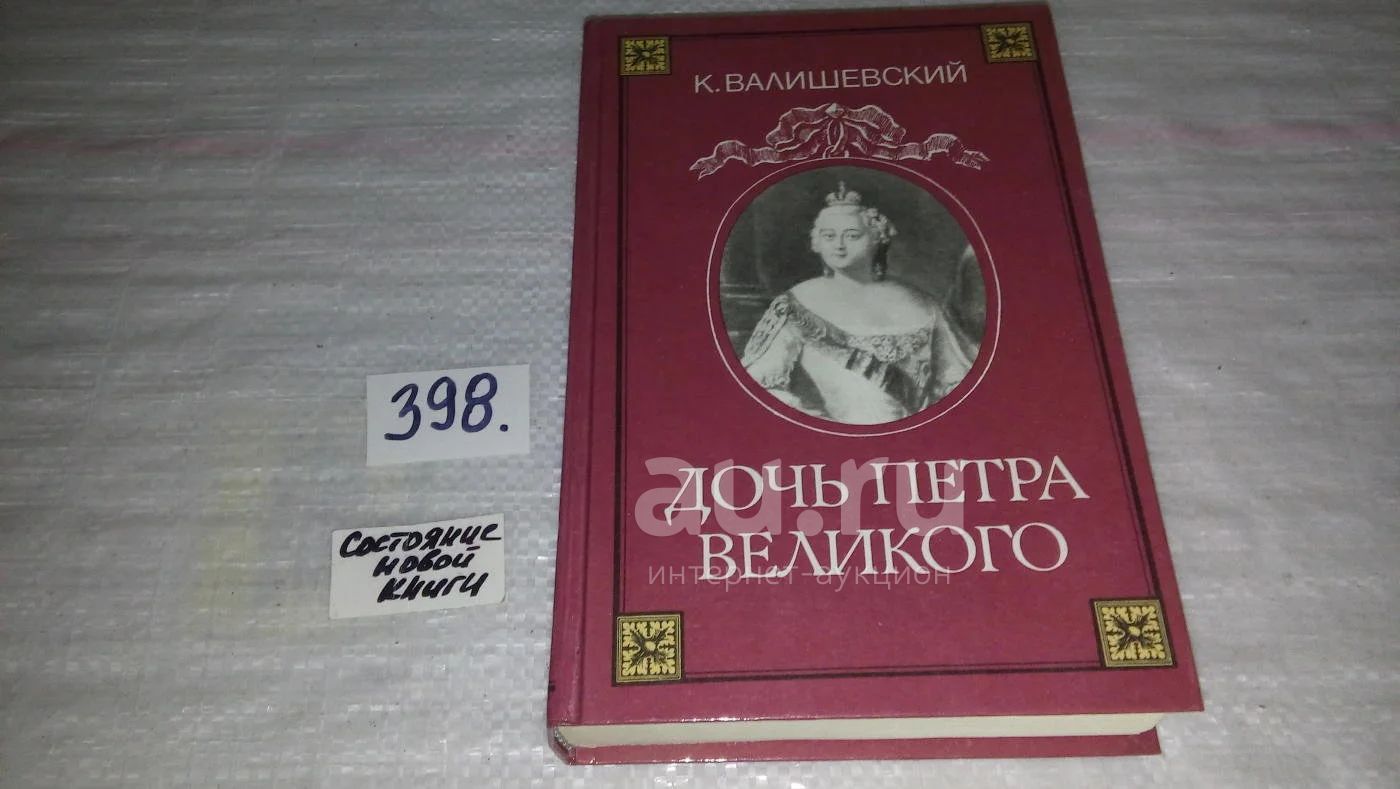 К. ВАЛИШЕВСКИЙ
ДОЧЬ ПЕТРА
ВЕЛИКОГО
au.ru
интернет-аукцион
398.
Состояние
новой
книги